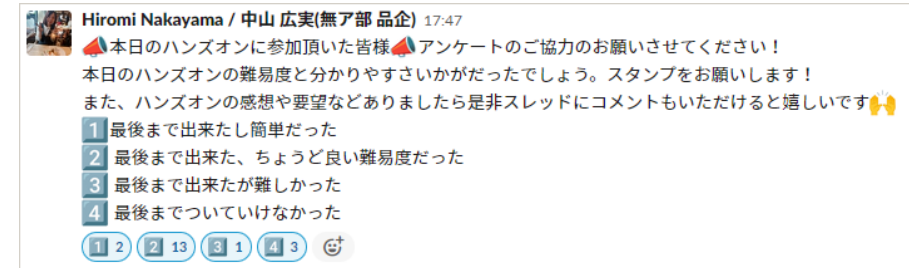 Hiromi Nakayama / 中山 広実(無ア部 品企) 17:47
📣本日のハンズオンに参加頂いた皆様📣アンケートのご協力のお願いさせてください！
本日のハンズオンの難易度と分かりやすさいかがだったでしょう。スタンプをお願いします！
また、ハンズオンの感想や要望などありましたら是非スレッドにコメントもいただけると嬉しいです🙌
1️⃣最後まで出来たし簡単だった
2️⃣ 最後まで出来た、ちょうど良い難易度だった
3️⃣ 最後まで出来たが難しかった
4️⃣ 最後までついていけなかった
1️⃣ 2 2️⃣ 13 3️⃣ 1 4️⃣ 3